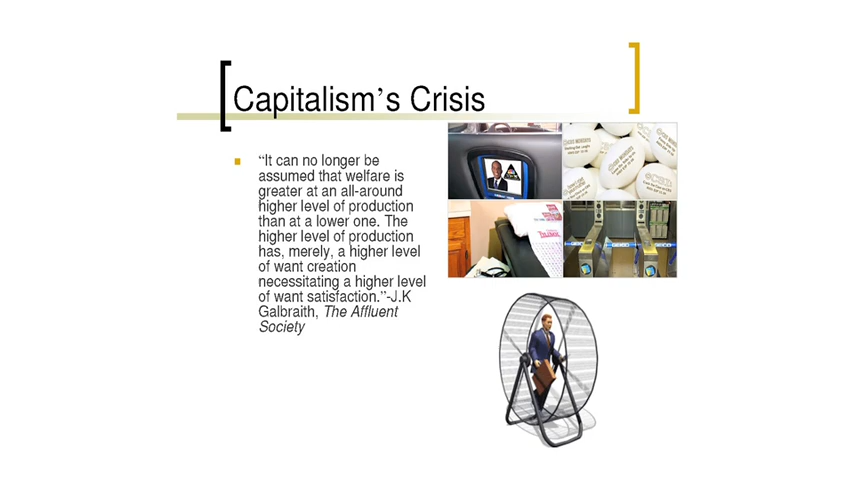 Capitalism’s Crisis
“It can no longer be
assumed that welfare is
greater at an all-around
higher level of production
than at a lower one. The
higher level of production
has, merely, a higher level
of want creation
necessitating a higher level
of want satisfaction.”-J.K
Galbraith, The Affluent
Society
GEICO
GEICO